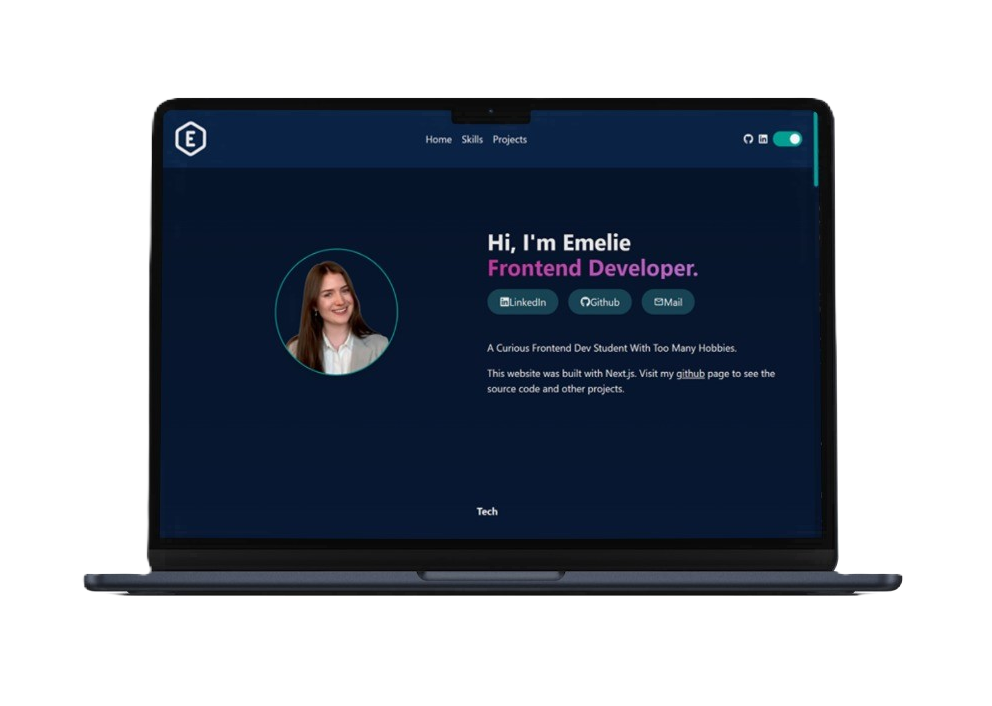 E
Home Skills Projects
Hi, I'm Emelie
Frontend Developer.
LinkedIn Github Mail
A Curious Frontend Dev Student With Too Many Hobbies.
This website was built with Next.js. Visit my github page to see the
source code and other projects.
Tech